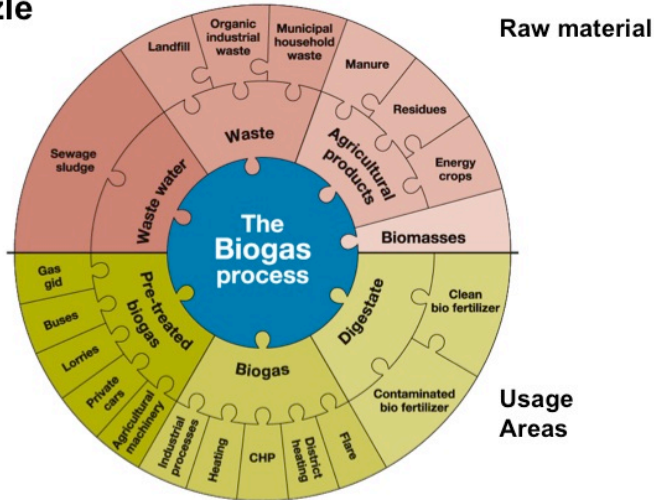 zle
Raw material
Organic
industrial
waste
Municipal
household
waste
Landfill
Manure
Residues
Energy
crops
Sewage
sludge
Waste
Agricultural
products
Waste water
Biomasses
The
Biogas
process
Gas
gid
Buses
Lorries
Private
cars
Agricultural
machinery
Pre-treated
biogas
Biogas
Digestate
Clean
bio fertilizer
Contaminated
bio fertilizer
Industrial
processes
Heating
CHP
District
heating
Flare
Usage
Areas